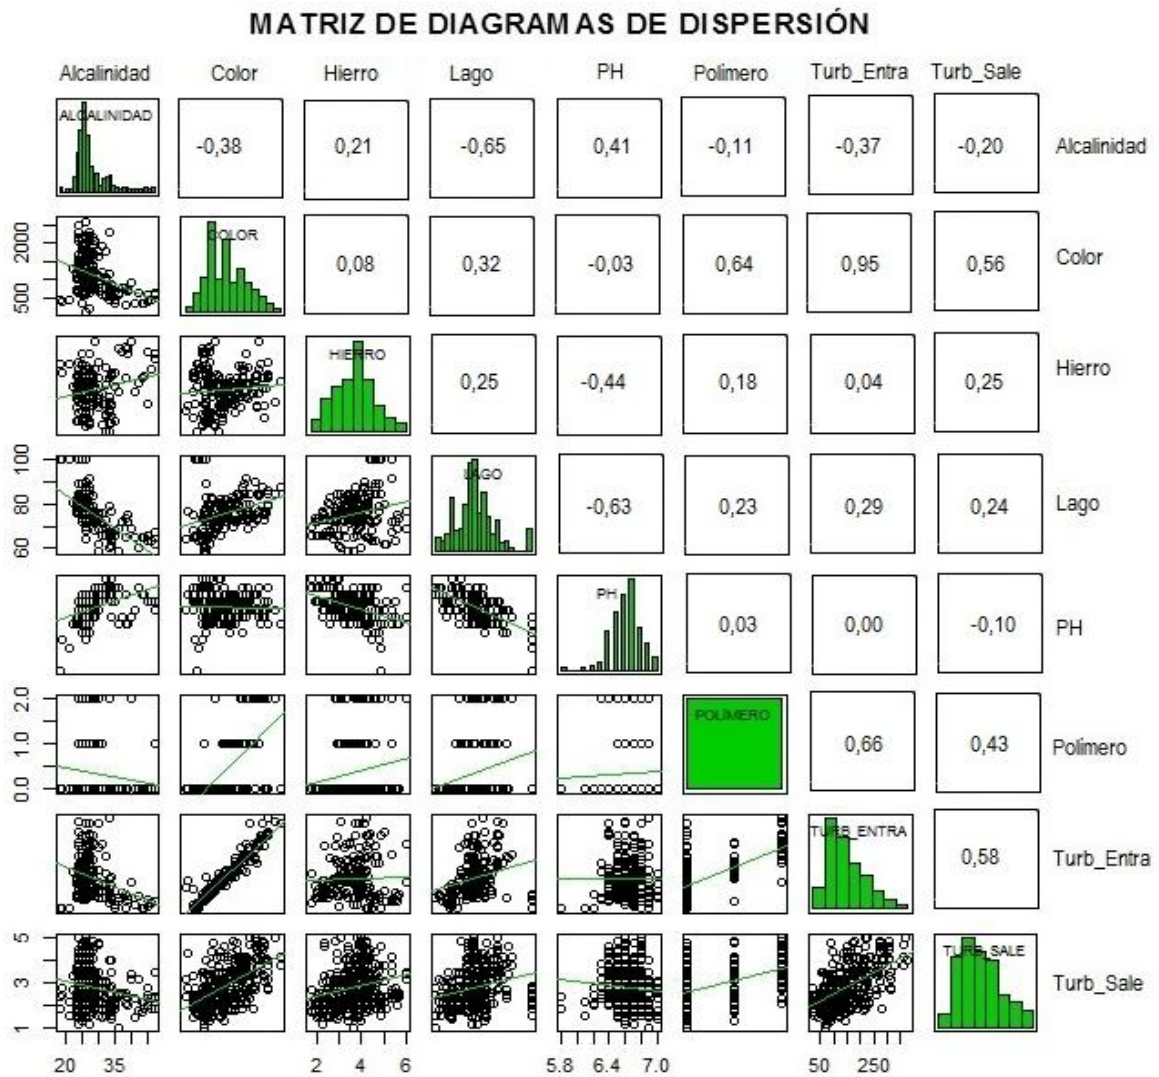 MATRIZ DE DIAGRAMAS DE DISPERSIÓN
Alcalinidad Color Hierro Lago PH Polímero Turb_Entra Turb_Sale
ALCALINIDAD -0,38 0,21 -0,65 0,41 -0,11 -0,37 -0,20 Alcalinidad
500 2000 COLOR 0,08 0,32 -0,03 0,64 0,95 0,56 Color
HIERRO 0,25 -0,44 0,18 0,04 0,25 Hierro
60 80 100 LAGO -0,63 0,23 0,29 0,24 Lago
PH 0,03 0,00 -0,10 PH
0.0 1.0 2.0 POLÍMERO 0,66 0,43 Polímero
TURB_ENTRA 0,58 Turb_Entra
1 3 5 TURB_SALE Turb_Sale
20 35 2 4 6 5.8 6.4 7.0 50 250